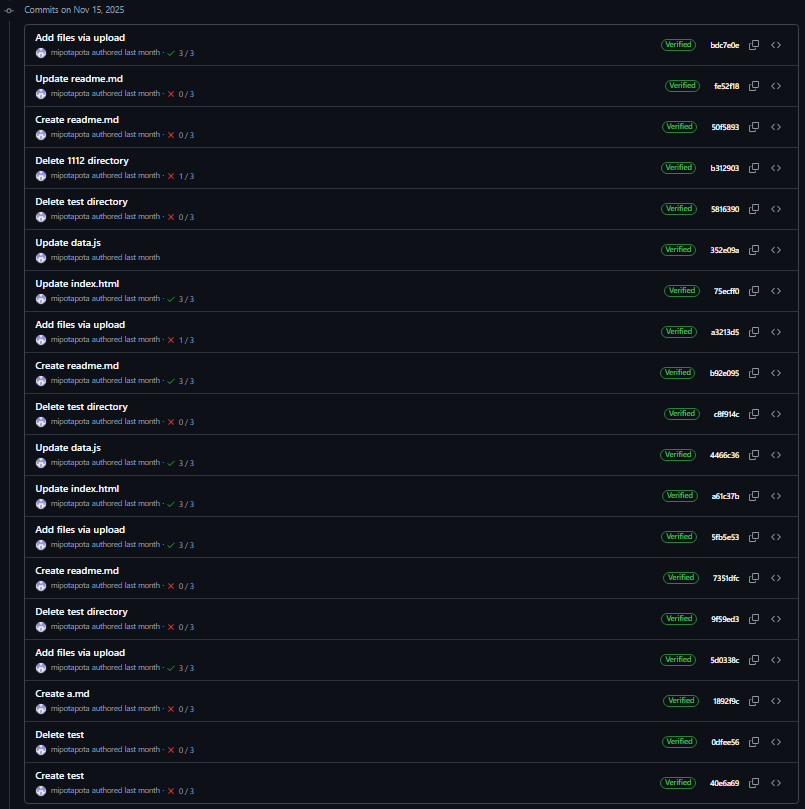 Commits on Nov 15, 2025
Add files via upload
mipotapota authored last month · 3 / 3
Verified bdc7e0e
Update readme.md
mipotapota authored last month · 0 / 3
Verified fe52f18
Create readme.md
mipotapota authored last month · 0 / 3
Verified 50f5893
Delete 1112 directory
mipotapota authored last month · 1 / 3
Verified b312903
Delete test directory
mipotapota authored last month · 0 / 3
Verified 5816390
Update data.js
mipotapota authored last month
Verified 352e09a
Update index.html
mipotapota authored last month · 3 / 3
Verified 75ecff0
Add files via upload
mipotapota authored last month · 1 / 3
Verified a3213d5
Create readme.md
mipotapota authored last month · 3 / 3
Verified b92e095
Delete test directory
mipotapota authored last month · 0 / 3
Verified c8f914c
Update data.js
mipotapota authored last month · 3 / 3
Verified 4466c36
Update index.html
mipotapota authored last month · 3 / 3
Verified a61c37b
Add files via upload
mipotapota authored last month · 3 / 3
Verified 5fb5e53
Create readme.md
mipotapota authored last month · 0 / 3
Verified 7351dfc
Delete test directory
mipotapota authored last month · 0 / 3
Verified 9f59ed3
Add files via upload
mipotapota authored last month · 3 / 3
Verified 5d0338c
Create a.md
mipotapota authored last month · 0 / 3
Verified 1892f9c
Delete test
mipotapota authored last month · 0 / 3
Verified 0dfee56
Create test
mipotapota authored last month · 0 / 3
Verified 40e6a69